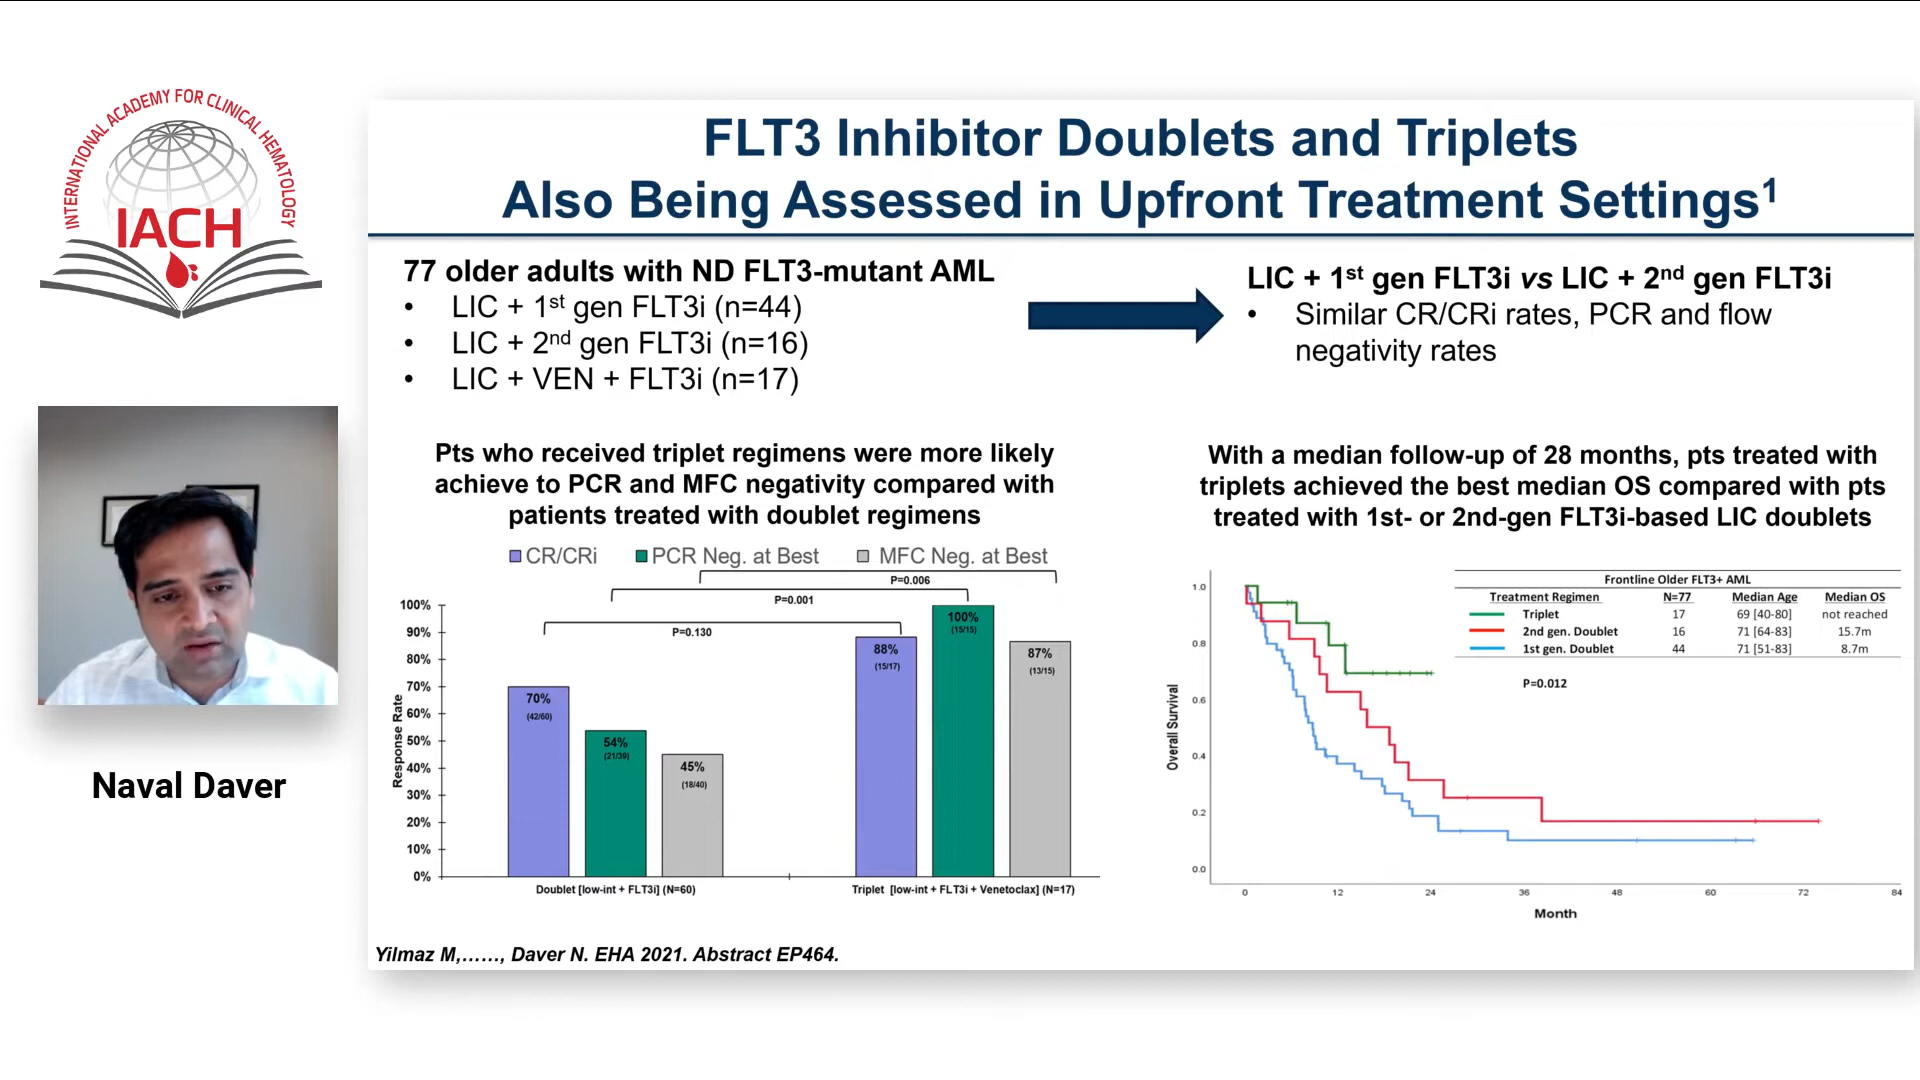 INTERNATIONAL ACADEMY FOR CLINICAL HEMATOLOGY
IACH
Naval Daver
FLT3 Inhibitor Doublets and Triplets
Also Being Assessed in Upfront Treatment Settings¹
77 older adults with ND FLT3-mutant AML
• LIC + 1st gen FLT3i (n=44)
• LIC + 2nd gen FLT3i (n=16)
• LIC + VEN + FLT3i (n=17)
LIC + 1st gen FLT3i vs LIC + 2nd gen FLT3i
• Similar CR/CRi rates, PCR and flow
negativity rates
Pts who received triplet regimens were more likely
achieve to PCR and MFC negativity compared with
patients treated with doublet regimens
CR/CRi PCR Neg. at Best MFC Neg. at Best
P=0.006
P=0.001
P=0.130
Response Rate
100%
90%
80%
70%
60%
50%
40%
30%
20%
10%
0%
70%
(42/60)
54%
(21/39)
45%
(18/40)
88%
(15/17)
100%
(15/15)
87%
(13/15)
Doublet [low-int + FLT3i] (N=60)
Triplet [low-int + FLT3i + Venetoclax] (N=17)
With a median follow-up of 28 months, pts treated with
triplets achieved the best median OS compared with pts
treated with 1st- or 2nd-gen FLT3i-based LIC doublets
Frontline Older FLT3+ AML
Treatment Regimen N=77 Median Age Median OS
Triplet 17 69 [40-80] not reached
2nd gen. Doublet 16 71 [64-83] 15.7m
1st gen. Doublet 44 71 [51-83] 8.7m
P=0.012
Overall Survival
1.0
0.8
0.6
0.4
0.2
0.0
0 12 24 36 48 60 72 84
Month
Yilmaz M,……, Daver N. EHA 2021. Abstract EP464.